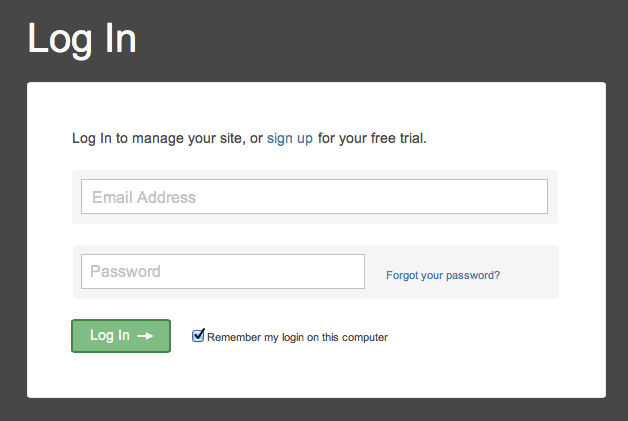 Log In
Log In to manage your site, or sign up for your free trial.
Email Address
Password
Forgot your password?
Log In
Remember my login on this computer